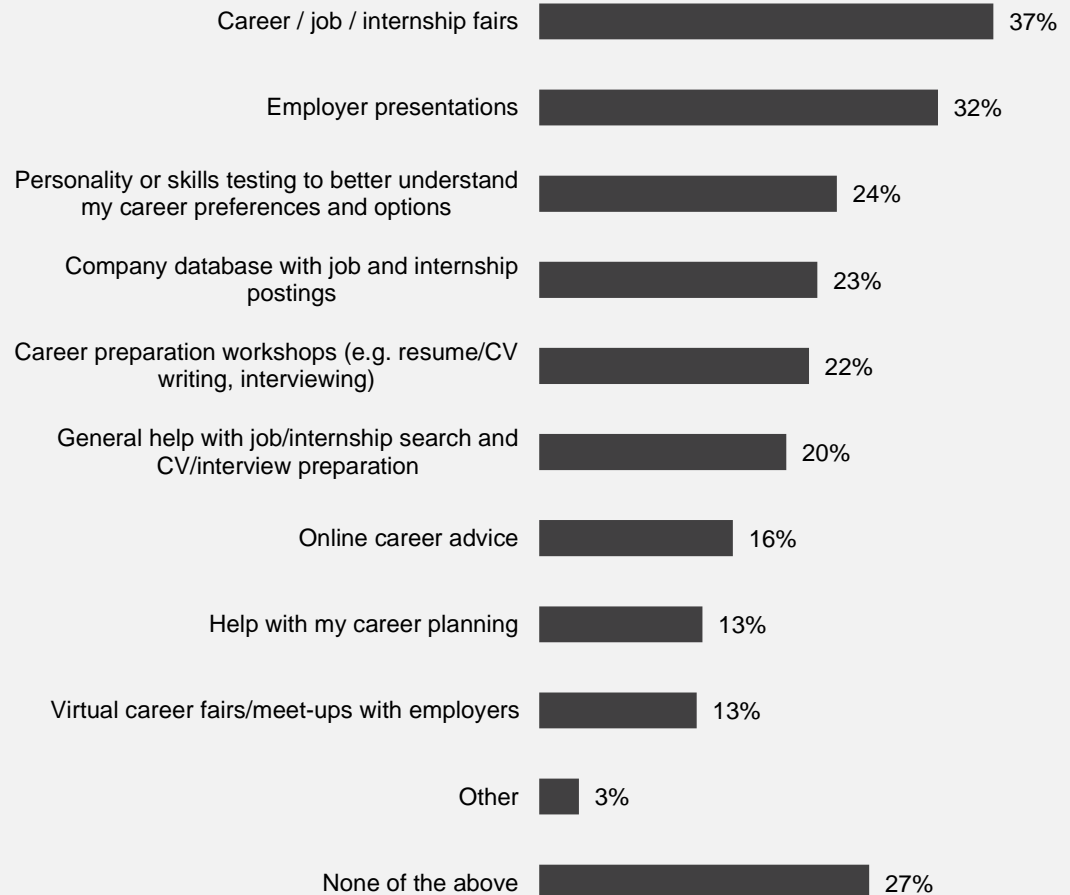 Career / job / internship fairs 37%
Employer presentations 32%
Personality or skills testing to better understand
my career preferences and options 24%
Company database with job and internship
postings 23%
Career preparation workshops (e.g. resume/CV
writing, interviewing) 22%
General help with job/internship search and
CV/interview preparation 20%
Online career advice 16%
Help with my career planning 13%
Virtual career fairs/meet-ups with employers 13%
Other 3%
None of the above 27%